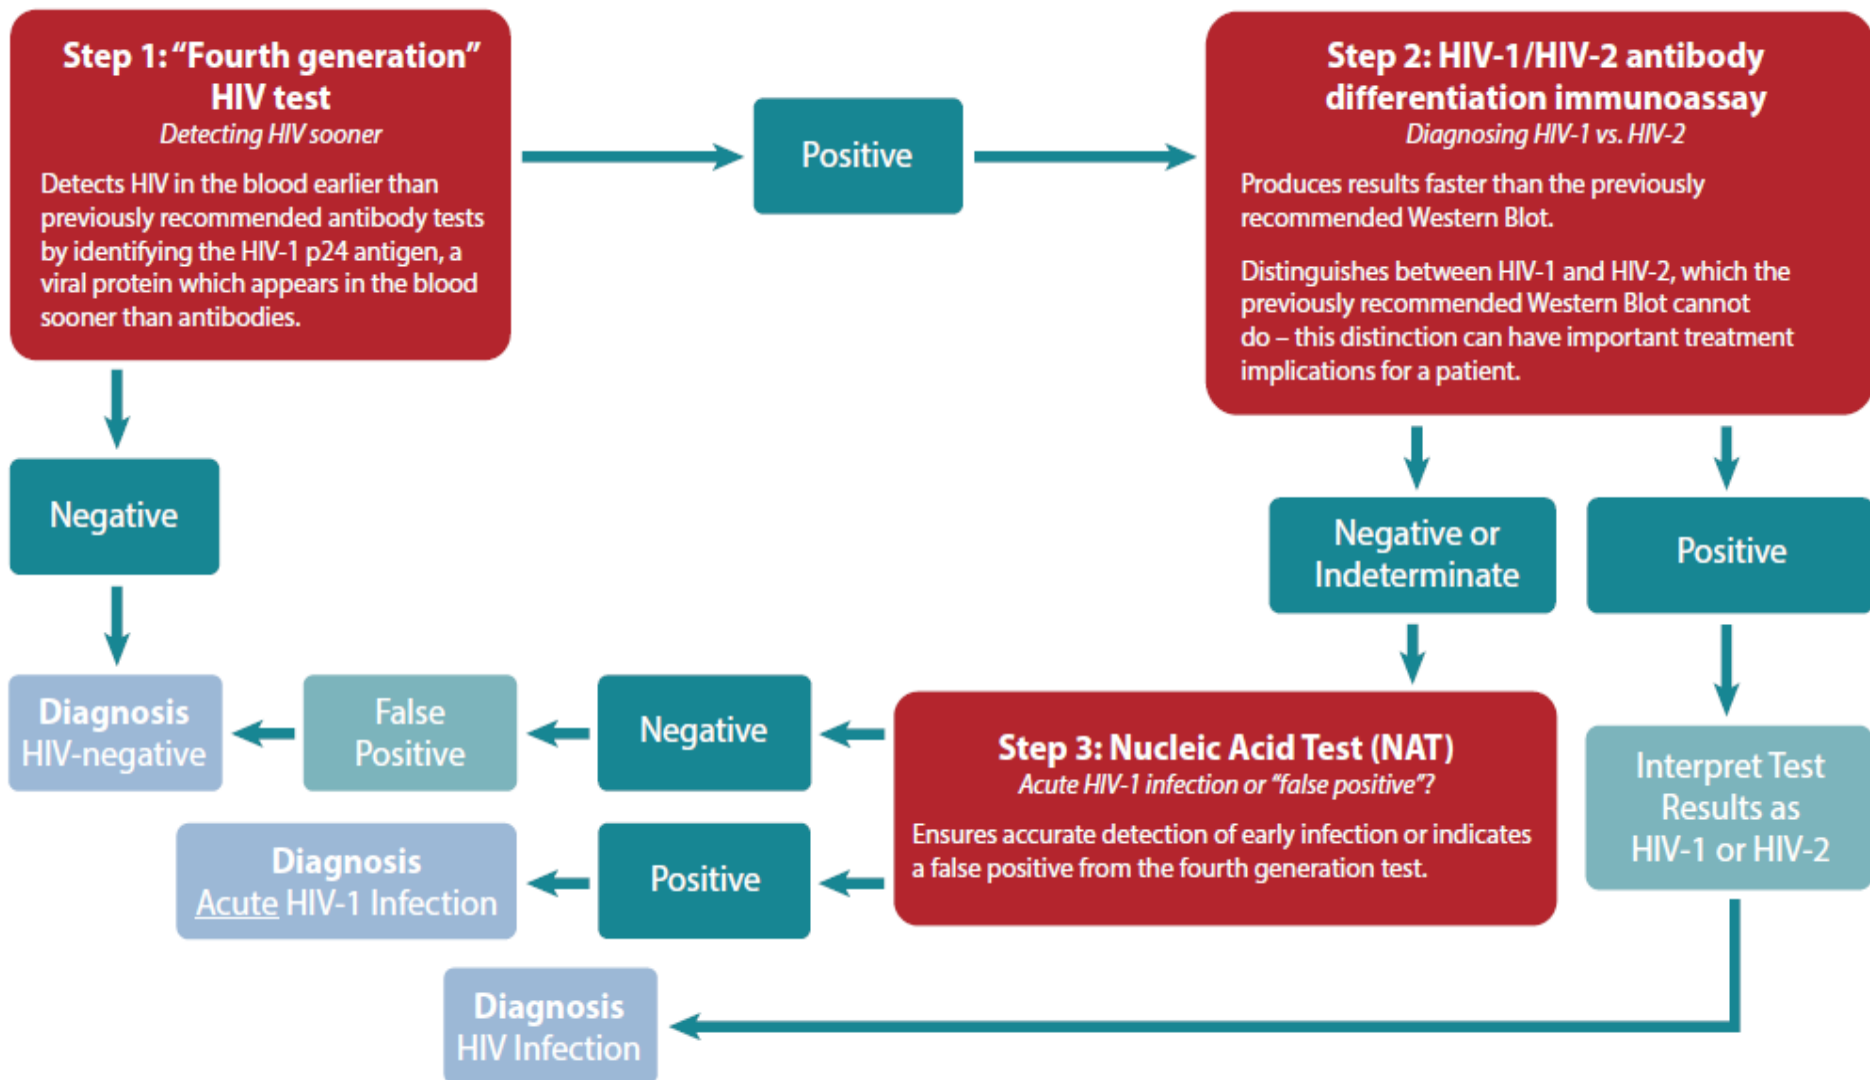 Step 1: “Fourth generation”
HIV test
Detecting HIV sooner
Detects HIV in the blood earlier than
previously recommended antibody tests
by identifying the HIV-1 p24 antigen, a
viral protein which appears in the blood
sooner than antibodies.
Positive
Step 2: HIV-1/HIV-2 antibody
differentiation immunoassay
Diagnosing HIV-1 vs. HIV-2
Produces results faster than the previously
recommended Western Blot.
Distinguishes between HIV-1 and HIV-2, which the
previously recommended Western Blot cannot
do – this distinction can have important treatment
implications for a patient.
Negative
Negative or
Indeterminate
Positive
Diagnosis
HIV-negative
False
Positive
Negative
Step 3: Nucleic Acid Test (NAT)
Acute HIV-1 infection or “false positive”?
Ensures accurate detection of early infection or indicates
a false positive from the fourth generation test.
Interpret Test
Results as
HIV-1 or HIV-2
Diagnosis
Acute HIV-1 Infection
Positive
Diagnosis
HIV Infection